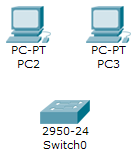 PC-PT PC-PT
PC2 PC3
2950-24
Switch0